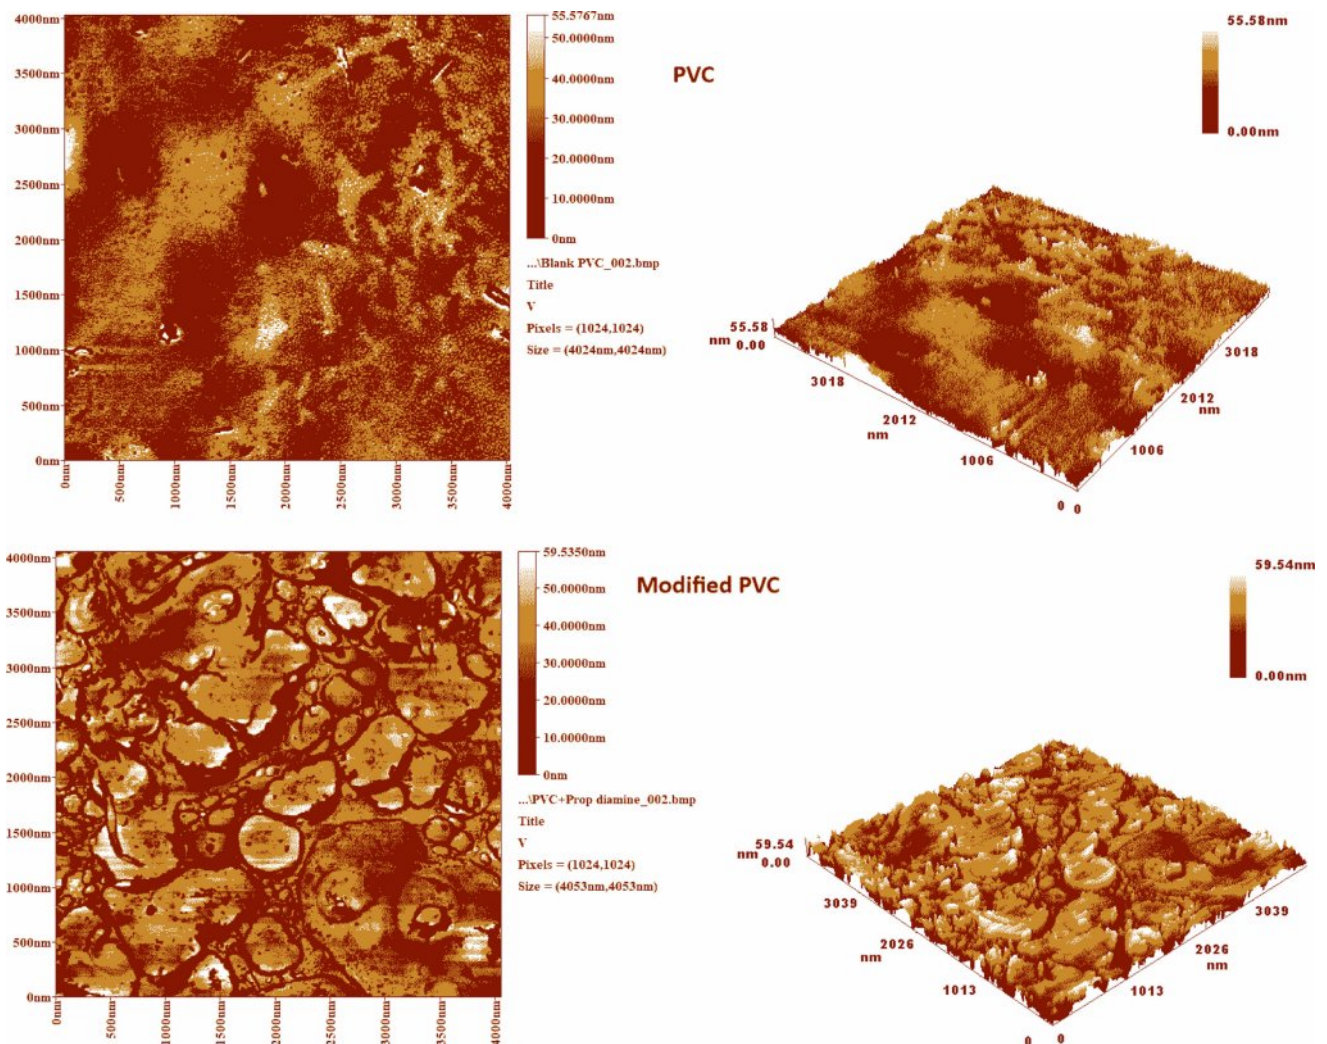 4000nm
3500nm
3000nm
2500nm
2000nm
1500nm
1000nm
500nm
0nm
0nm
500nm
1000nm
1500nm
2000nm
2500nm
3000nm
3500nm
4000nm
55.5767nm
50.0000nm
40.0000nm
30.0000nm
20.0000nm
10.0000nm
0nm
...\Blank PVC_002.bmp
Title
V
Pixels = (1024,1024)
Size = (4024nm,4024nm)
PVC
55.58nm
0.00nm
55.58
nm 0.00
3018
2012
nm
1006
0 0
1006
2012
nm
3018
4000nm
3500nm
3000nm
2500nm
2000nm
1500nm
1000nm
500nm
0nm
0nm
500nm
1000nm
1500nm
2000nm
2500nm
3000nm
3500nm
4000nm
59.5350nm
50.0000nm
40.0000nm
30.0000nm
20.0000nm
10.0000nm
0nm
...\PVC+Prop diamine_002.bmp
Title
V
Pixels = (1024,1024)
Size = (4053nm,4053nm)
Modified PVC
59.54nm
0.00nm
59.54
nm 0.00
3039
2026
nm
1013
0 0
1013
2026
nm
3039